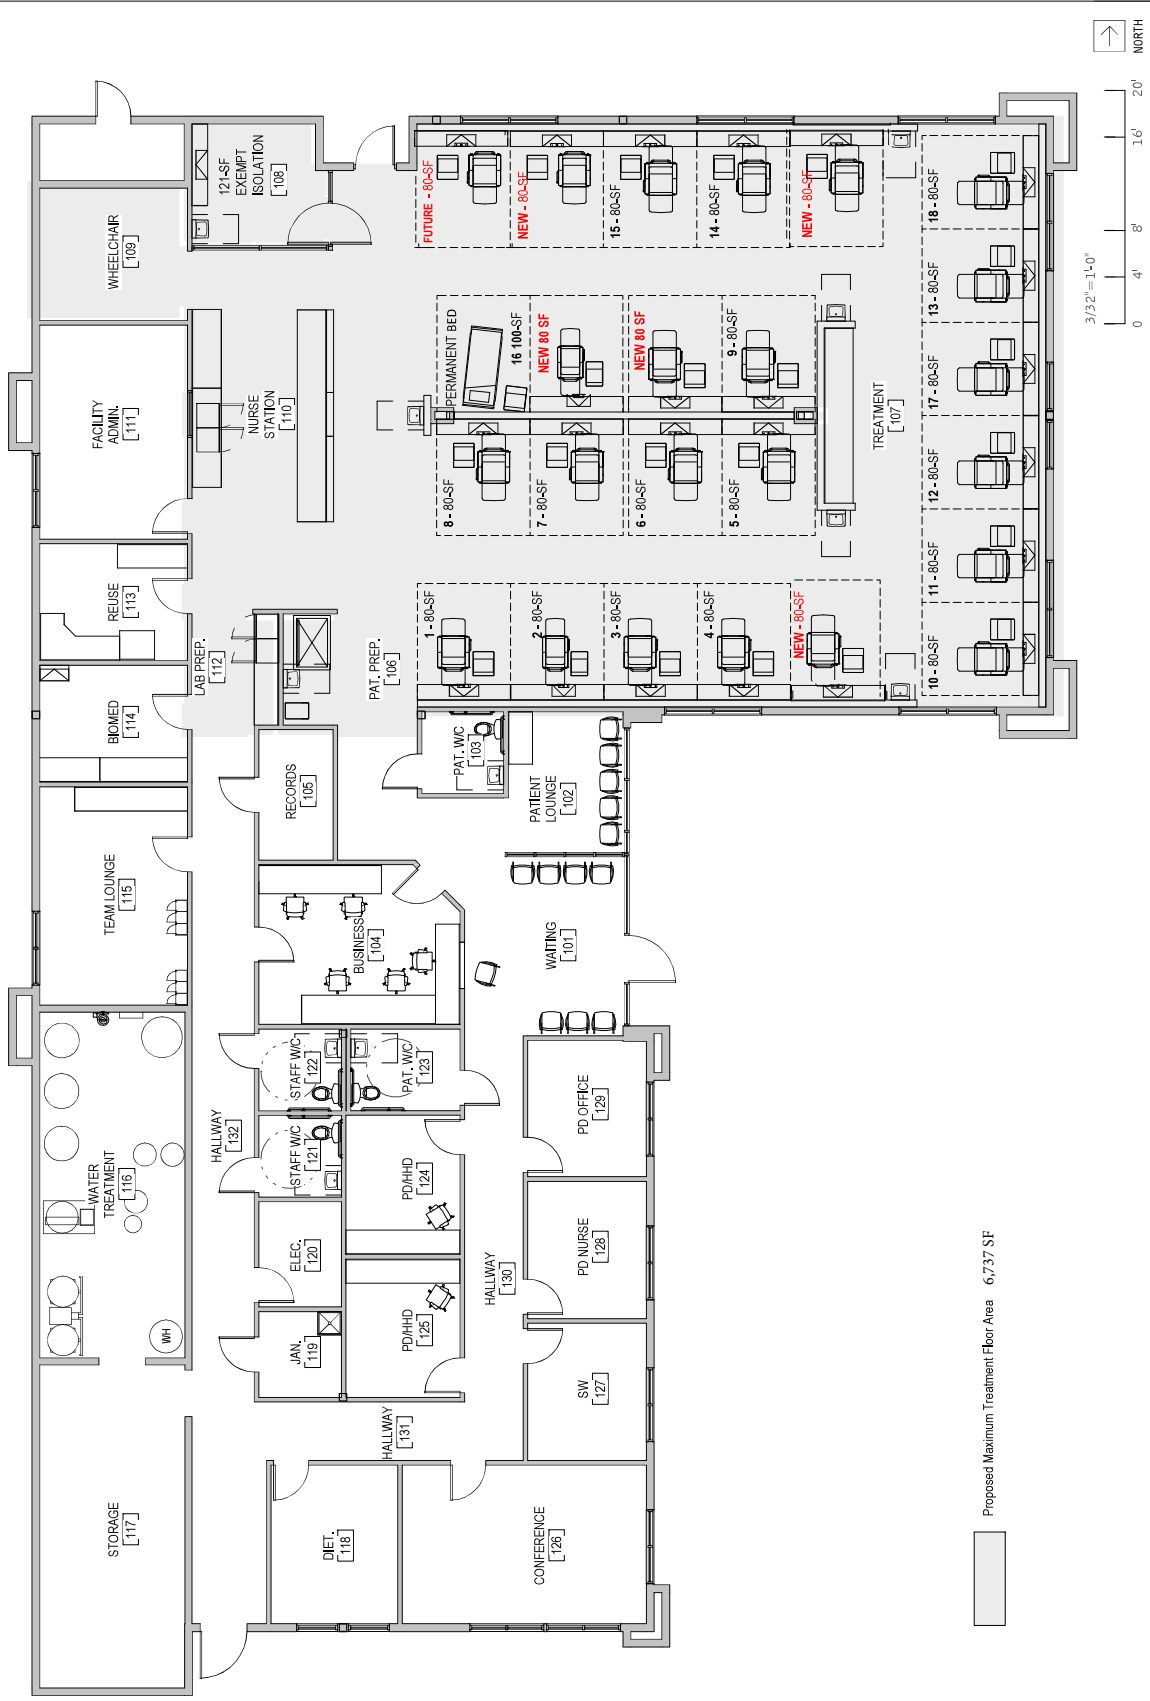 NORTH
20'
16'
8'
4'
0
3/32"=1'-0"
WHEELCHAIR
109
121-SF
EXEMPT
ISOLATION
108
FACILITY
ADMIN.
111
NURSE
STATION
110
REUSE
113
LAB PREP.
112
BIOMED
114
PAT. PREP.
106
FUTURE - 80-SF
NEW - 80-SF
15 - 80-SF
14 - 80-SF
NEW - 80-SF
18 - 80-SF
13 - 80-SF
17 - 80-SF
12 - 80-SF
11 - 80-SF
10 - 80-SF
PERMANENT BED
16 100-SF
NEW 80 SF
NEW 80 SF
9 - 80-SF
8 - 80-SF
7 - 80-SF
6 - 80-SF
5 - 80-SF
TREATMENT
107
1 - 80-SF
2 - 80-SF
3 - 80-SF
4 - 80-SF
NEW - 80-SF
PAT. W/C
103
RECORDS
105
PATIENT
LOUNGE
102
TEAM LOUNGE
115
BUSINESS
104
WAITING
101
STAFF W/C
122
PAT. W/C
123
HALLWAY
132
STAFF W/C
121
PD/HHD
124
PD OFFICE
129
WATER
TREATMENT
116
ELEC.
120
HALLWAY
130
PD NURSE
128
WH
JAN.
119
PD/HHD
125
SW
127
HALLWAY
131
STORAGE
117
DIET.
118
CONFERENCE
126
Proposed Maximum Treatment Floor Area 6,737 SF